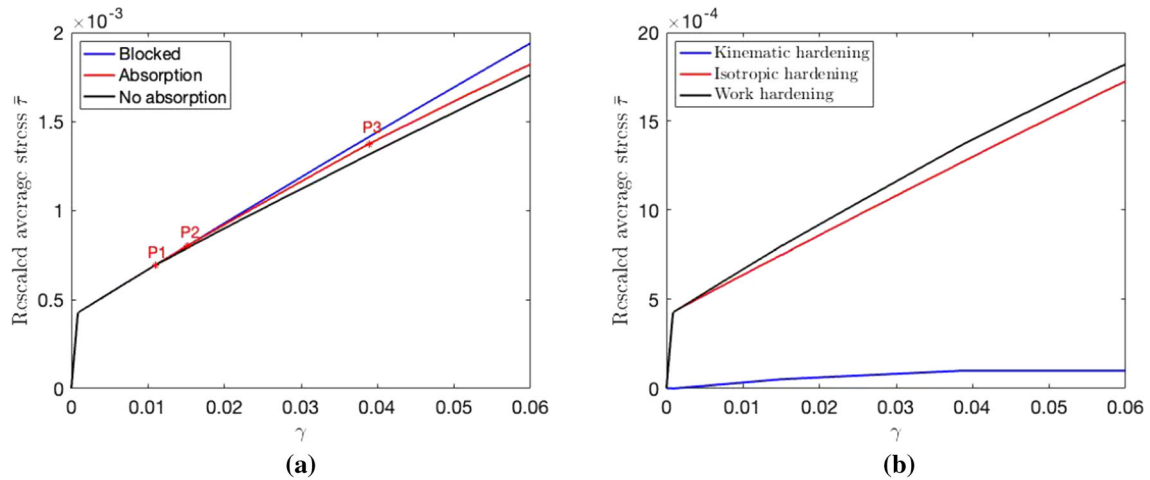 ×10⁻³
2
1.5
1
0.5
0
Rescaled average stress τ̄
Blocked
Absorption
No absorption
P1
P2
P3
0 0.01 0.02 0.03 0.04 0.05 0.06
γ
(a)
×10⁻⁴
20
15
10
5
0
Rescaled average stress τ̄
Kinematic hardening
Isotropic hardening
Work hardening
0 0.01 0.02 0.03 0.04 0.05 0.06
γ
(b)